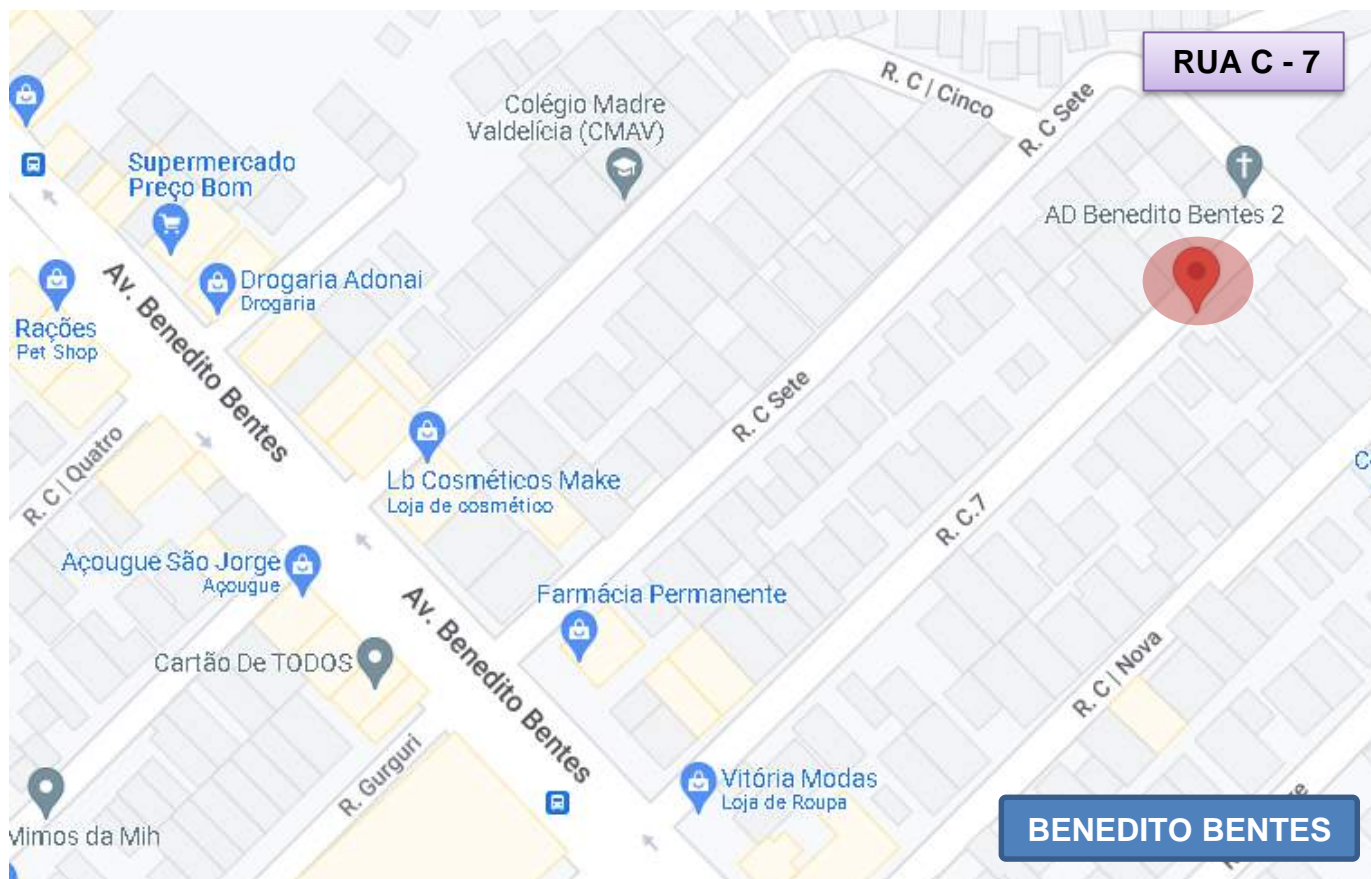 RUA C - 7
R. C | Cinco
R. C Sete
Colégio Madre
Valdelícia (CMAV)
Supermercado
Preço Bom
AD Benedito Bentes 2
Drogaria Adonai
Drogaria
Av. Benedito Bentes
Rações
Pet Shop
R. C Sete
R. C | Quatro
Lb Cosméticos Make
Loja de cosmético
R. C.7
Açougue São Jorge
Açougue
Farmácia Permanente
Av. Benedito Bentes
Cartão De TODOS
R. C | Nova
R. Gurguri
Vitória Modas
Loja de Roupa
Mimos da Mih
BENEDITO BENTES